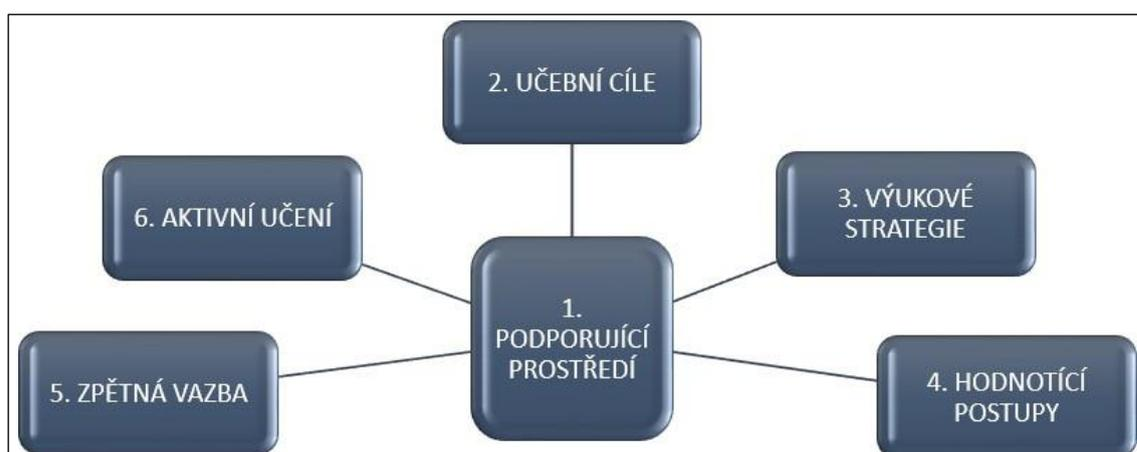 2. UČEBNÍ CÍLE
6. AKTIVNÍ UČENÍ
3. VÝUKOVÉ
STRATEGIE
1.
PODPORUJÍCÍ
PROSTŘEDÍ
5. ZPĚTNÁ VAZBA
4. HODNOTÍCÍ
POSTUPY